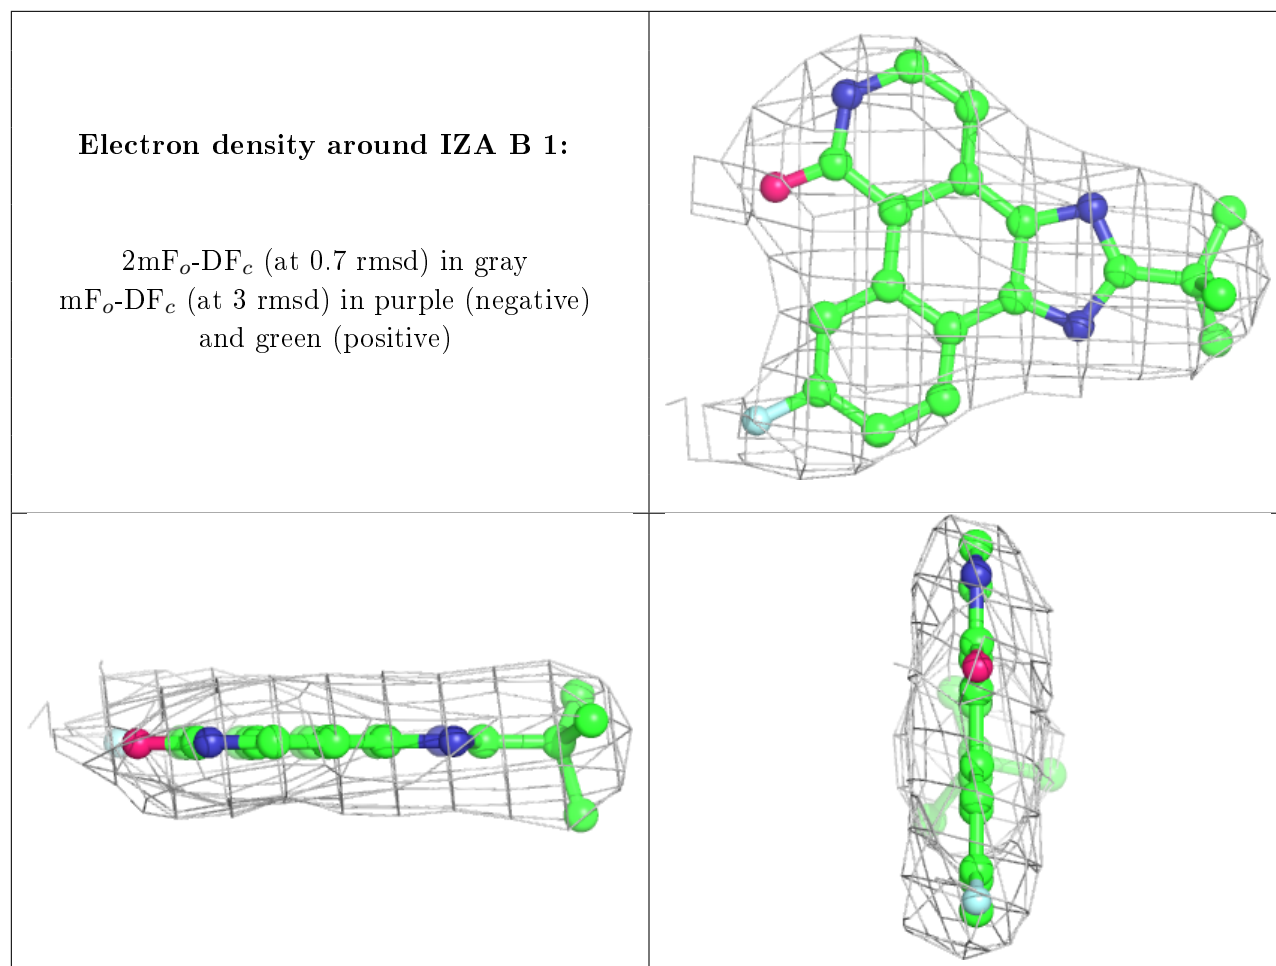 Electron density around IZA B 1:
2mFo-DFc (at 0.7 rmsd) in gray
mFo-DFc (at 3 rmsd) in purple (negative)
and green (positive)